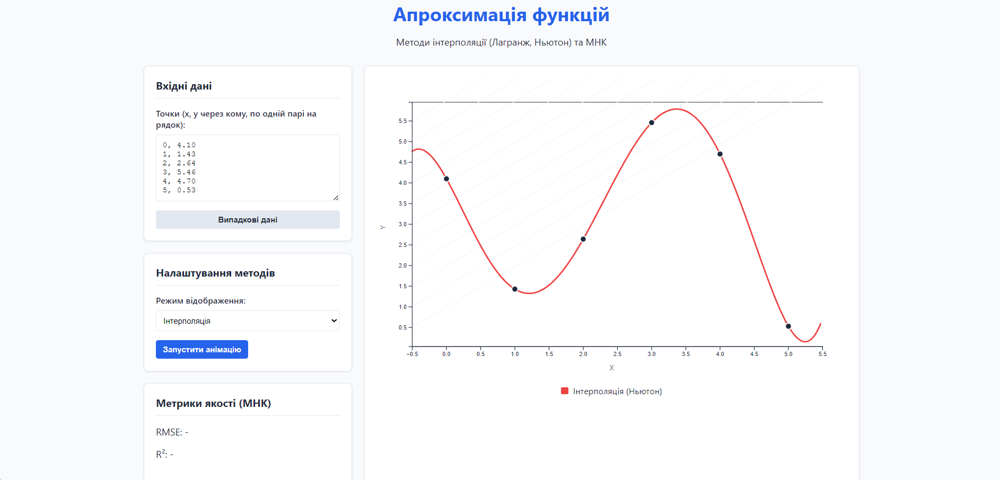 Апроксимація функцій
Методи інтерполяції (Лагранж, Ньютон) та МНК
Вхідні дані
Точки (x, y через кому, по одній парі на
рядок):
0, 4.10
1, 1.43
2, 2.64
3, 5.46
4, 4.70
5, 0.53
Випадкові дані
Налаштування методів
Режим відображення:
Інтерполяція
Запустити анімацію
Метрики якості (МНК)
RMSE: -
R²: -
5.5
5.0
4.5
4.0
3.5
3.0
2.5
2.0
1.5
1.0
0.5
Y
−0.5 0.0 0.5 1.0 1.5 2.0 2.5 3.0 3.5 4.0 4.5 5.0 5.5
X
Інтерполяція (Ньютон)